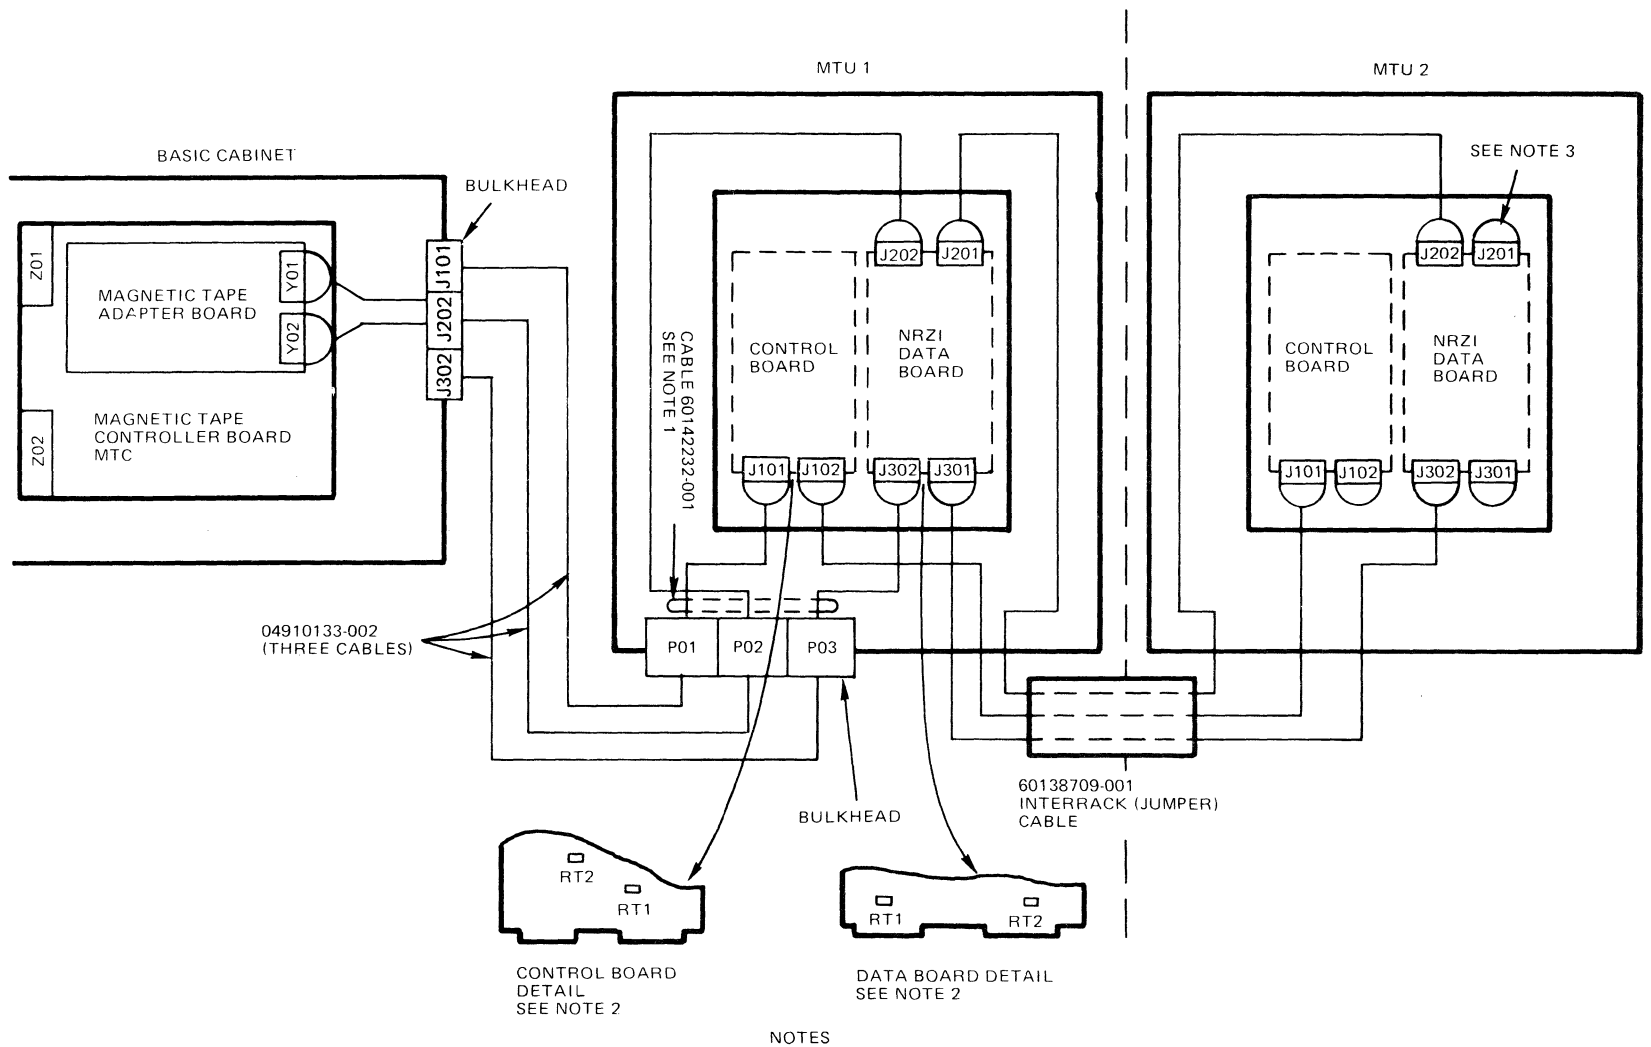 MTU 1
MTU 2
BASIC CABINET
BULKHEAD
SEE NOTE 3
Z01
Z02
Y01
Y02
MAGNETIC TAPE
ADAPTER BOARD
MAGNETIC TAPE
CONTROLLER BOARD
MTC
J101
J202
J302
CABLE 60142232-001
SEE NOTE 1
J202
J201
CONTROL
BOARD
NRZI
DATA
BOARD
J101
J102
J302
J301
J202
J201
CONTROL
BOARD
NRZI
DATA
BOARD
J101
J102
J302
J301
04910133-002
(THREE CABLES)
P01
P02
P03
BULKHEAD
60138709-001
INTERRACK (JUMPER)
CABLE
RT2
RT1
RT1
RT2
CONTROL BOARD
DETAIL
SEE NOTE 2
DATA BOARD DETAIL
SEE NOTE 2
NOTES